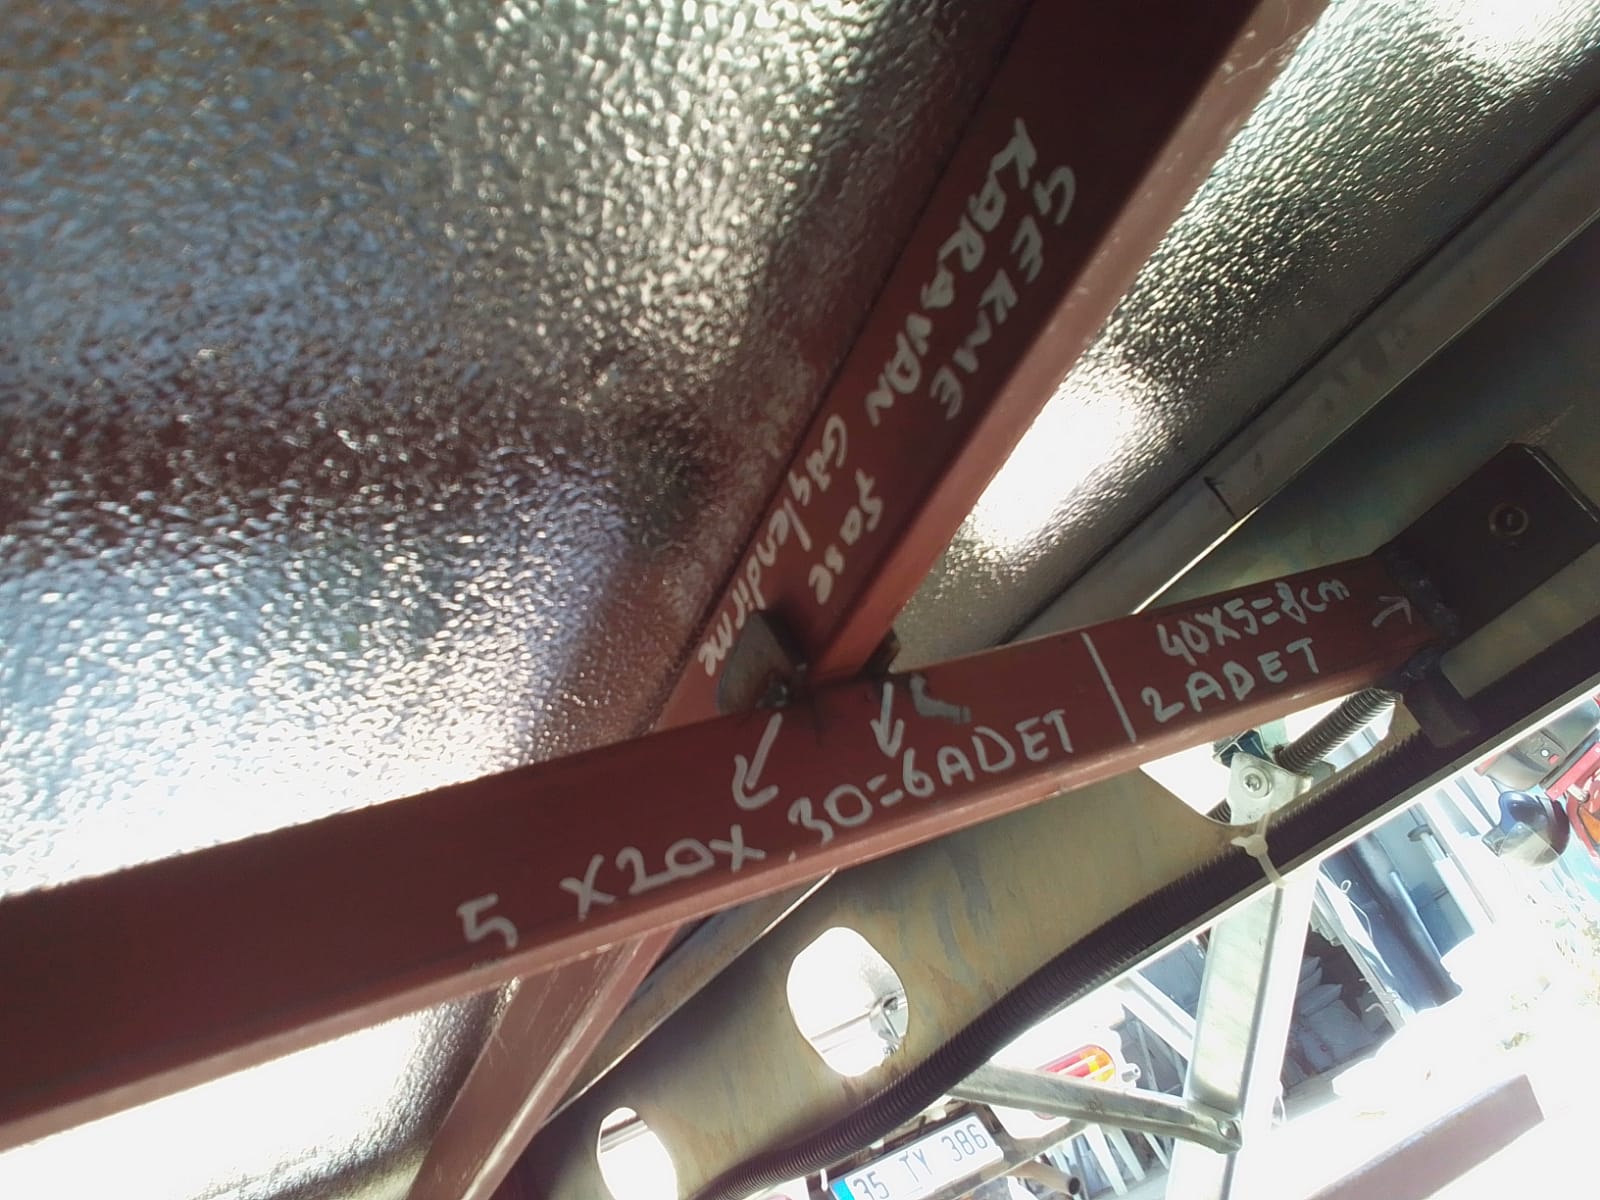 ÇEKME
KARAVAN Güçlendirme
şase
5 X20X 30=6ADET
40X5=8cm
2ADET
35 TY 386